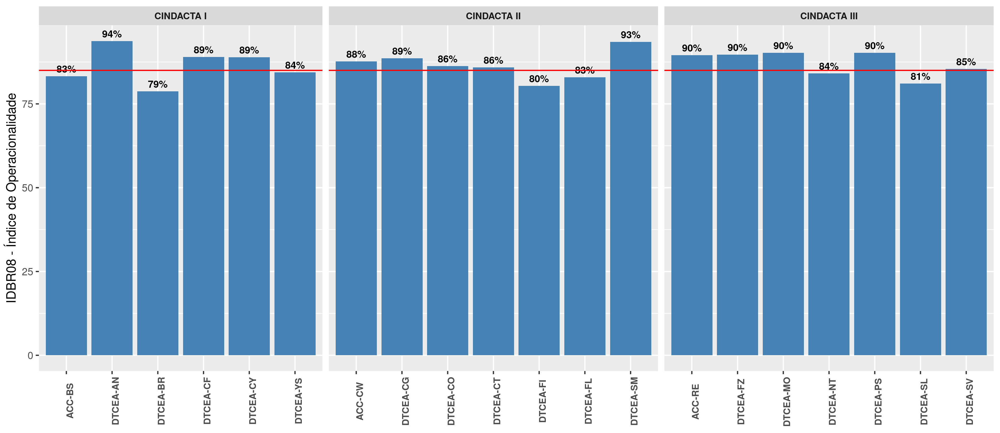 CINDACTA I
CINDACTA II
CINDACTA III
IDBR08 - Índice de Operacionalidade
75
50
25
0
83%
94%
79%
89%
89%
84%
88%
89%
86%
86%
80%
83%
93%
90%
90%
90%
84%
90%
81%
85%
ACC-BS
DTCEA-AN
DTCEA-BR
DTCEA-CF
DTCEA-CY
DTCEA-YS
ACC-CW
DTCEA-CG
DTCEA-CO
DTCEA-CT
DTCEA-FI
DTCEA-FL
DTCEA-SM
ACC-RE
DTCEA-FZ
DTCEA-MO
DTCEA-NT
DTCEA-PS
DTCEA-SL
DTCEA-SV